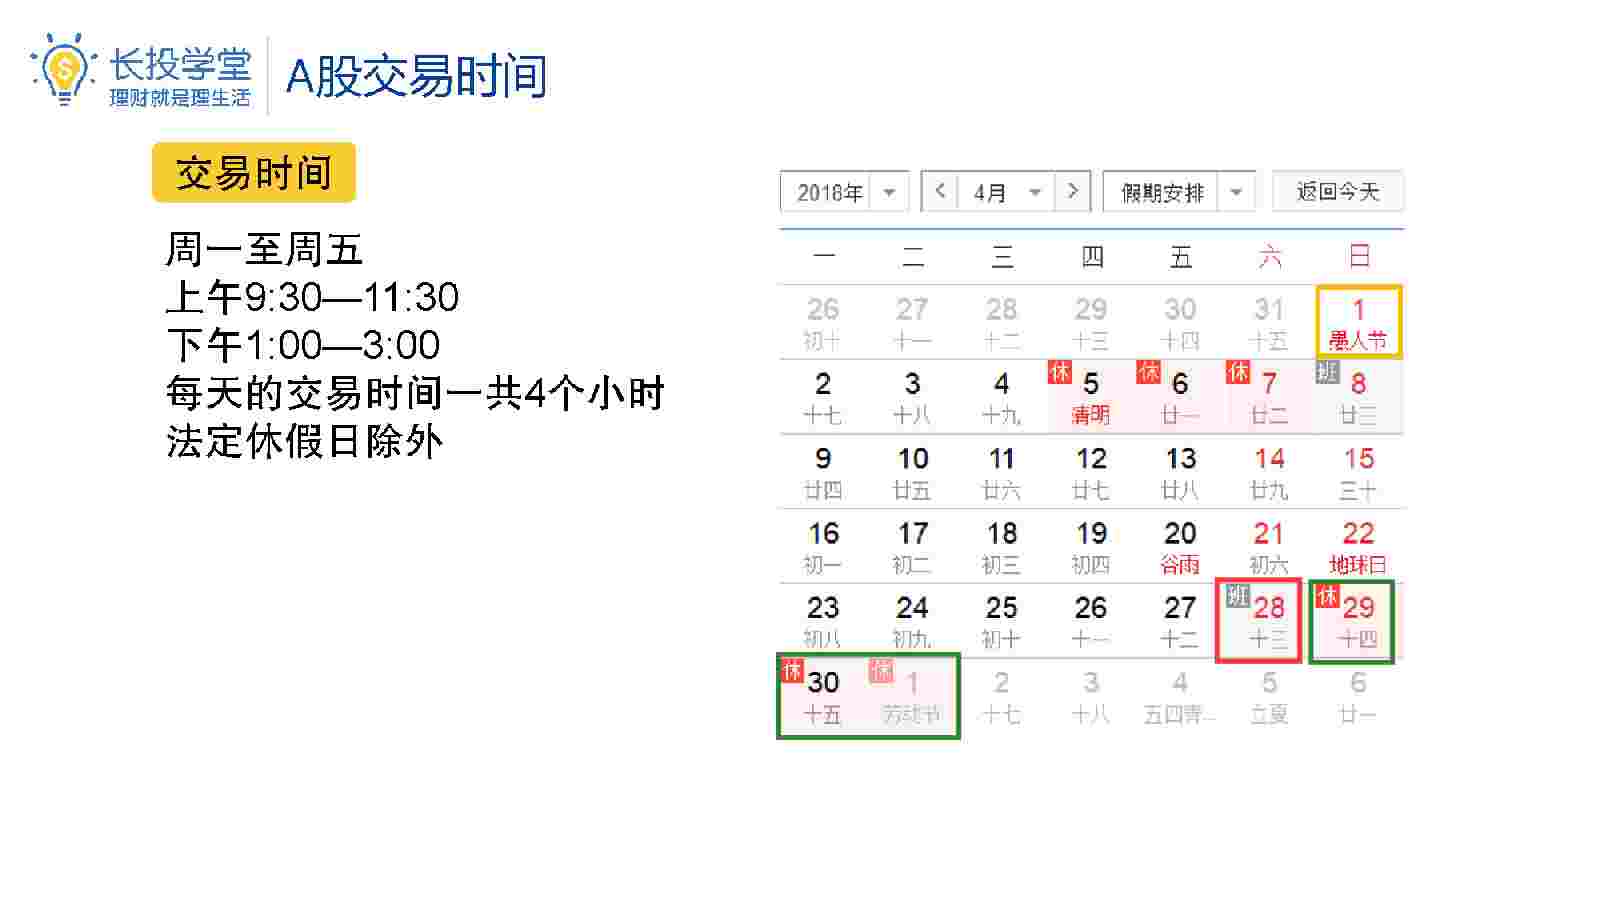 长投学堂
理财就是理生活
A股交易时间
交易时间
周一至周五
上午9:30—11:30
下午1:00—3:00
每天的交易时间一共4个小时
法定休假日除外
2018年 4月 假期安排 返回今天
一 二 三 四 五 六 日
26 27 28 29 30 31 1
初十 十一 十二 十三 十四 十五 愚人节
2 3 4 休 5 休 6 休 7 班 8
十七 十八 十九 清明 廿一 廿二 廿三
9 10 11 12 13 14 15
廿四 廿五 廿六 廿七 廿八 廿九 三十
16 17 18 19 20 21 22
初一 初二 初三 初四 谷雨 初六 地球日
23 24 25 26 27 班 28 休 29
初八 初九 初十 十一 十二 十三 十四
休 30 休 1 2 3 4 5 6
十五 劳动节 十七 十八 五四青... 立夏 廿一